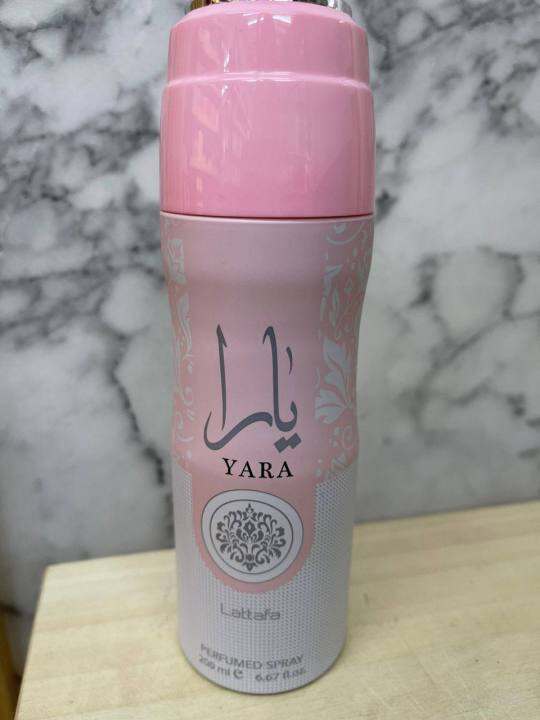 يارا
YARA
Lattafa
PERFUMED SPRAY
200 ml ℮ 6.67 fl.oz.